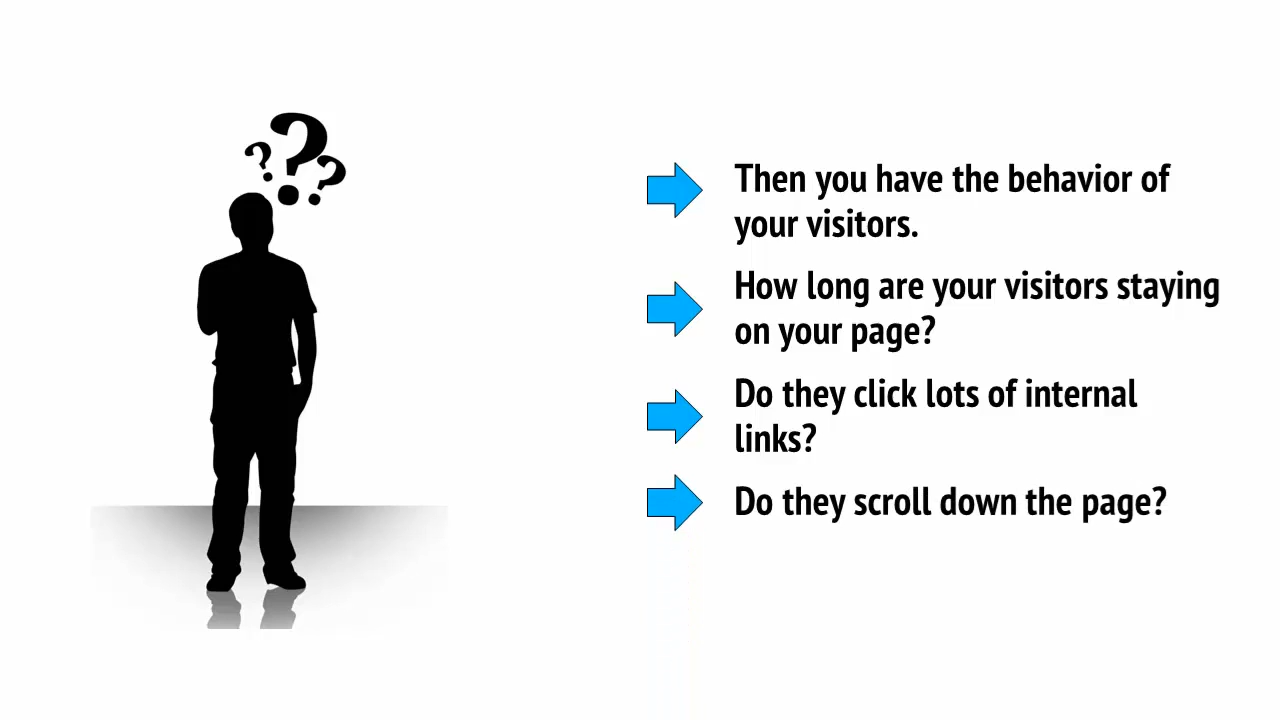 Then you have the behavior of
your visitors.
How long are your visitors staying
on your page?
Do they click lots of internal
links?
Do they scroll down the page?